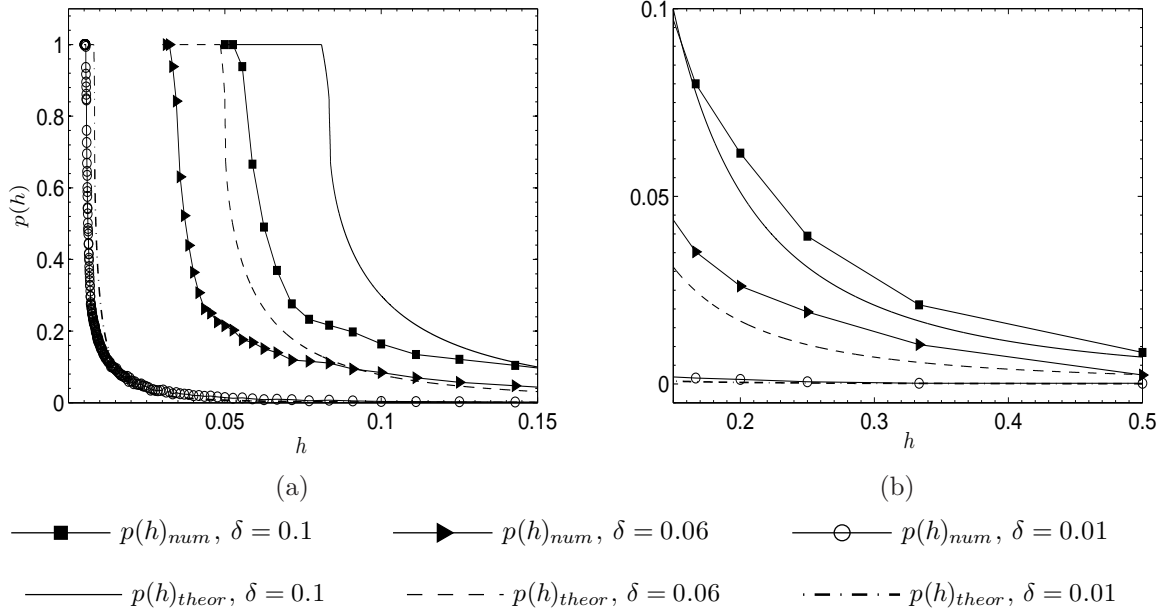 1
0.8
0.6
0.4
0.2
0
p(h)
0.05
0.1
0.15
h
(a)
0.1
0.05
0
0.2
0.3
0.4
0.5
h
(b)
p(h)num, δ = 0.1
p(h)num, δ = 0.06
p(h)num, δ = 0.01
p(h)theor, δ = 0.1
p(h)theor, δ = 0.06
p(h)theor, δ = 0.01